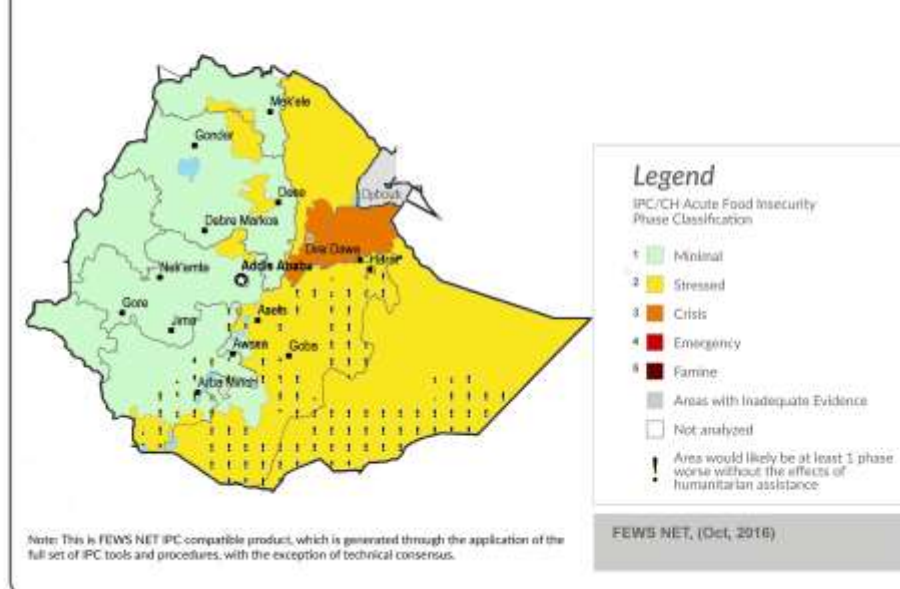 Mek'ele
Gonder
Dese
Djibouti
Debre Markos
Dire Dawa
Harar
Addis Ababa
Nek'emte
Gore
Jima
Asela
Awsea
Goba
Arba Minch
Legend
IPC/CH Acute Food Insecurity
Phase Classification
1 Minimal
2 Stressed
3 Crisis
4 Emergency
5 Famine
Areas with Inadequate Evidence
Not analyzed
! Area would likely be at least 1 phase
worse without the effects of
humanitarian assistance
Note: This is FEWS NET IPC-compatible product, which is generated through the application of the
full set of IPC tools and procedures, with the exception of technical consensus.
FEWS NET, (Oct, 2016)